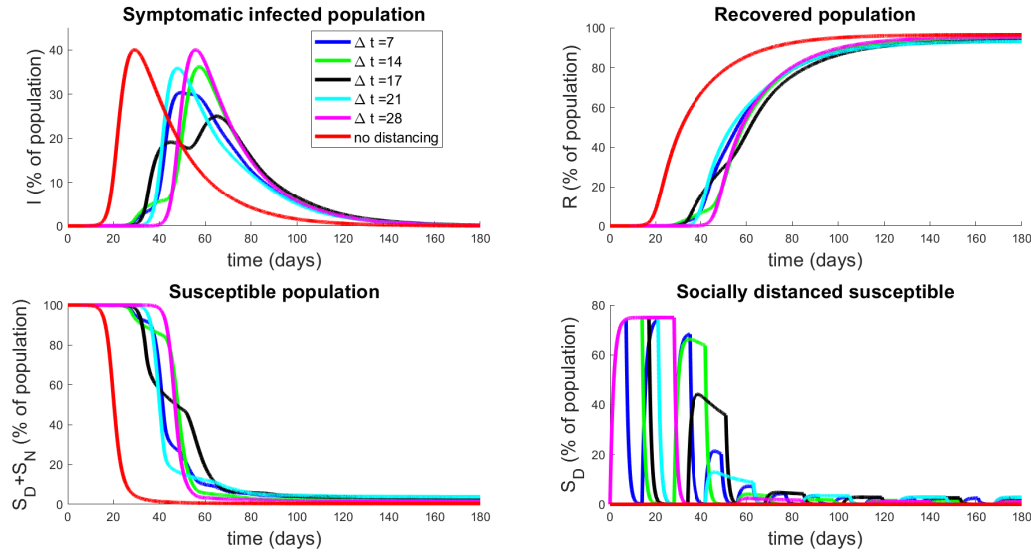 Symptomatic infected population
I (% of population)
40
30
20
10
0
0 20 40 60 80 100 120 140 160 180
time (days)
Δ t =7
Δ t =14
Δ t =17
Δ t =21
Δ t =28
no distancing
Recovered population
R (% of population)
100
80
60
40
20
0
0 20 40 60 80 100 120 140 160 180
time (days)
Susceptible population
S_D+S_N (% of population)
100
80
60
40
20
0
0 20 40 60 80 100 120 140 160 180
time (days)
Socially distanced susceptible
S_D (% of population)
80
60
40
20
0
0 20 40 60 80 100 120 140 160 180
time (days)